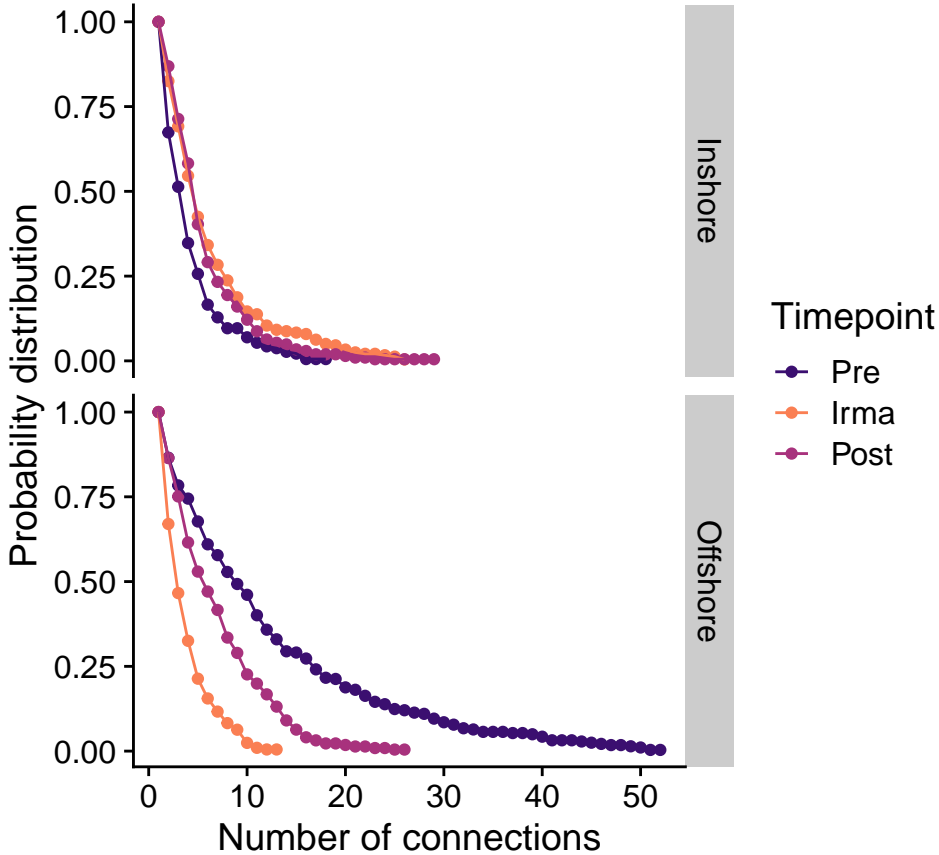 Probability distribution
1.00
0.75
0.50
0.25
0.00
Inshore
1.00
0.75
0.50
0.25
0.00
Offshore
0 10 20 30 40 50
Number of connections
Timepoint
Pre
Irma
Post